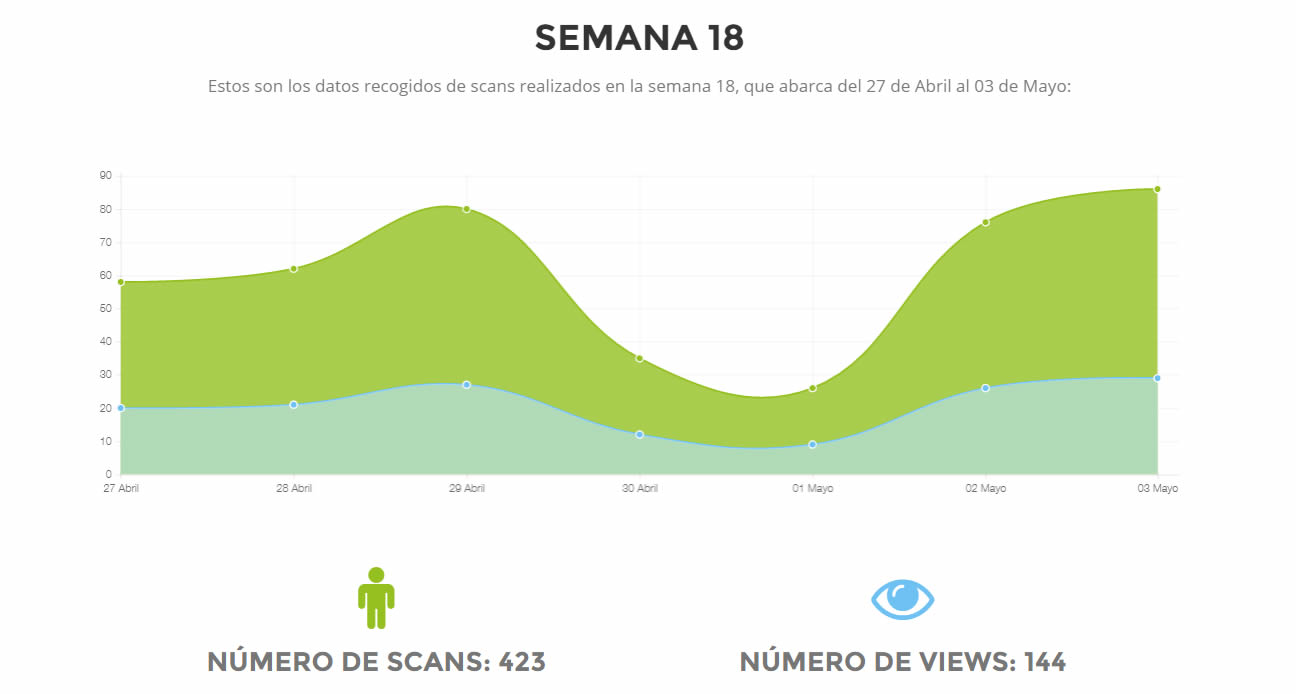 SEMANA 18
Estos son los datos recogidos de scans realizados en la semana 18, que abarca del 27 de Abril al 03 de Mayo:
90
80
70
60
50
40
30
20
10
0
27 Abril 28 Abril 29 Abril 30 Abril 01 Mayo 02 Mayo 03 Mayo
NÚMERO DE SCANS: 423 NÚMERO DE VIEWS: 144